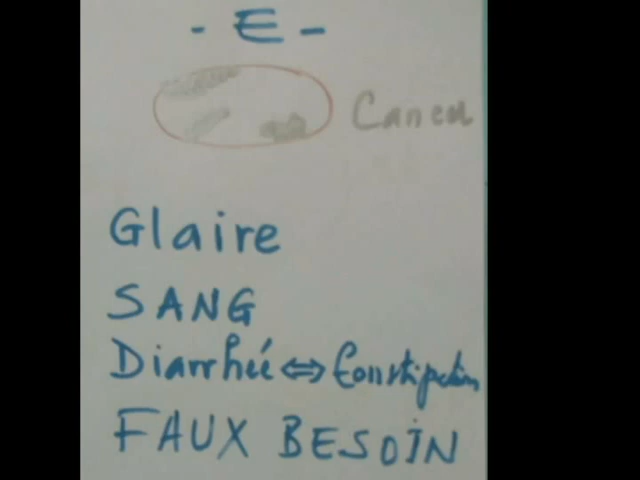 - E -
Cancer
Glaire
SANG
Diarrhée ⇔ Constipation
FAUX BESOIN